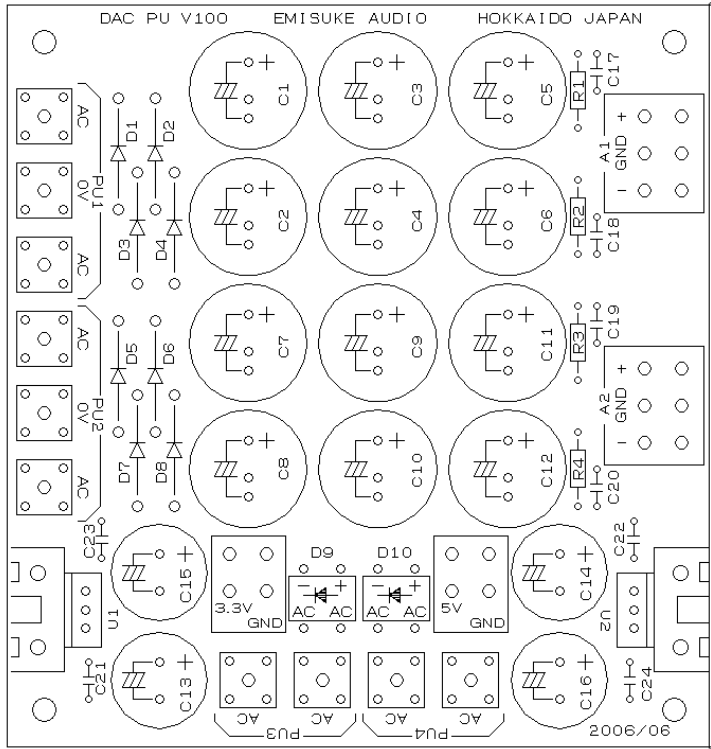 DAC PU V100 EMISUKE AUDIO HOKKAIDO JAPAN
C1 C3 C5 R1 C17
AC D1 D2 A1 + GND -
0V PU1
C2 C4 C6 R2 C18
AC D3 D4
C7 C9 C11 R3 C19
AC D5 D6 A2 + GND -
0V PU2
C8 C10 C12 R4 C20
AC D7 D8
C23 D9 D10 C22
C15 - + - + C14
3.3V AC AC AC AC 5V
U1 GND GND U2
C21 C13 C16 C24
AC AC AC AC
PU3 PU4
2006/06